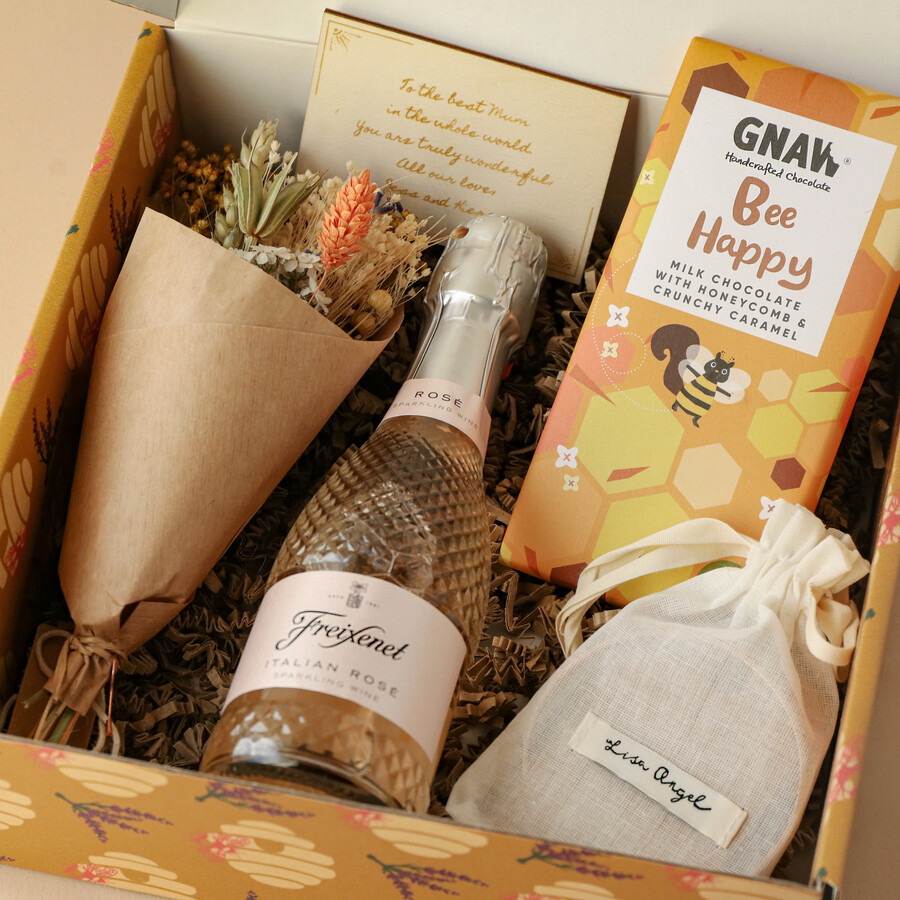 To the best Mum
in the whole world
You are truly wonderful,
All our love,
and
GNAW
Handcrafted Chocolate
Bee
Happy
MILK CHOCOLATE
WITH HONEYCOMB &
CRUNCHY CARAMEL
ROSÉ
SPARKLING WINE
Freixenet
ITALIAN ROSÉ
SPARKLING WINE
Lisa Angel